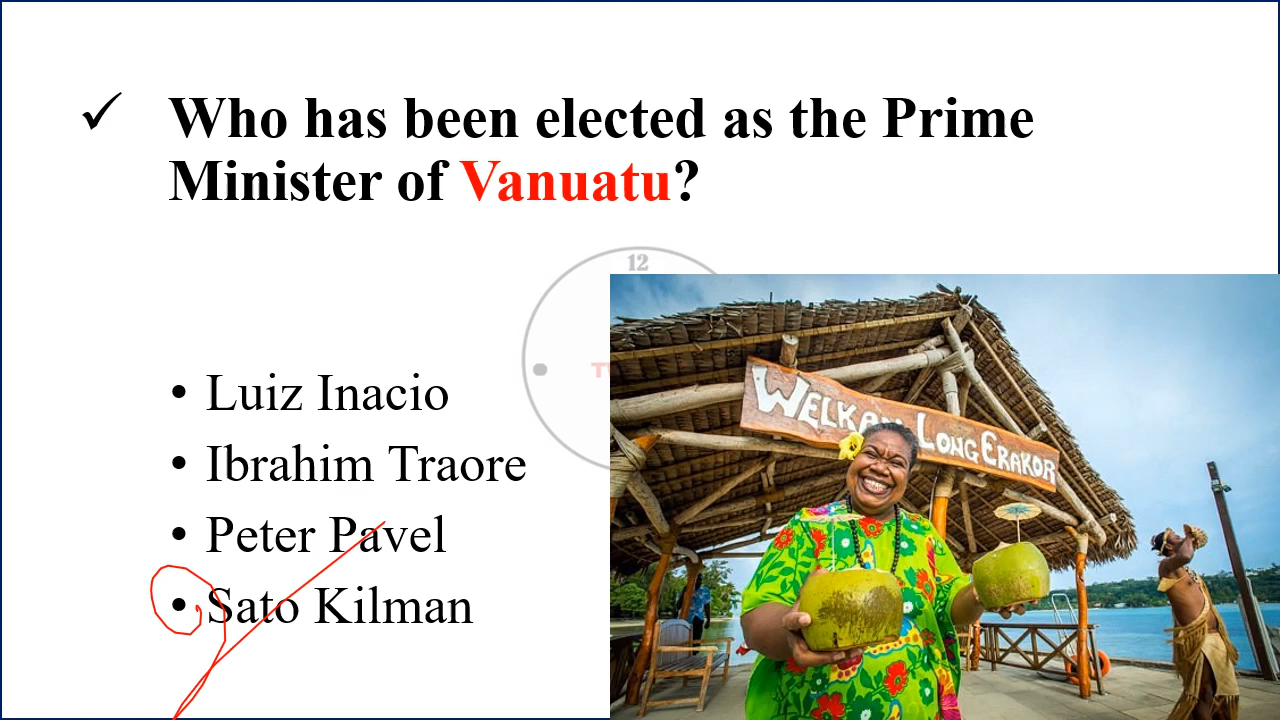 ✓ Who has been elected as the Prime
Minister of Vanuatu?
12
• Luiz Inacio
• Ibrahim Traore
• Peter Pavel
• Sato Kilman
WELKAM LONG ERAKOR